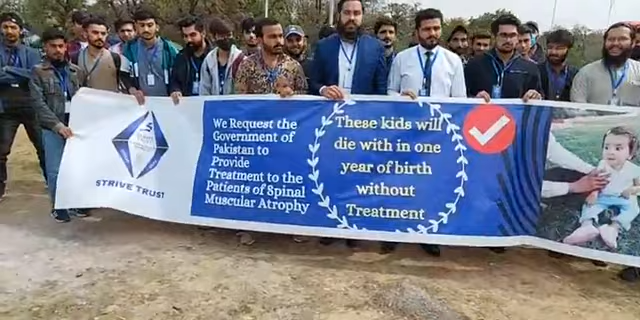 STRIVE TRUST
We Request the
Government of
Pakistan to
Provide
Treatment to the
Patients of Spinal
Muscular Atrophy
These kids will
die with in one
year of birth
without
Treatment